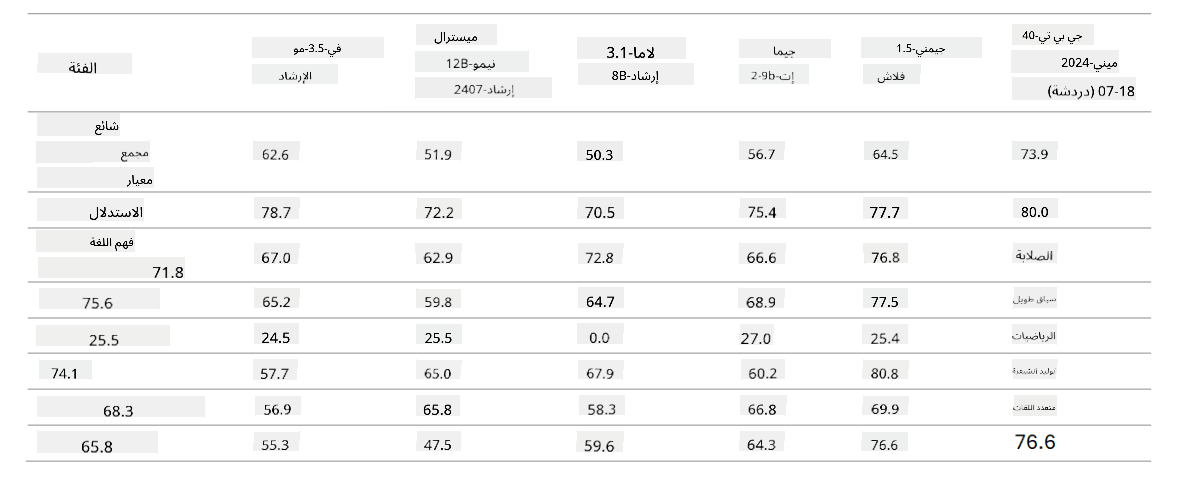 الفئة
في-3.5-مو
الإرشاد
ميسترال
نيمو-12B
إرشاد-2407
لاما-3.1
إرشاد-8B
جيما
2-9b-إت
جيمني-1.5
فلاش
جي بي تي-40
ميني-2024
07-18 (دردشة)
شائع
مجمع
معيار
62.6
51.9
50.3
56.7
64.5
73.9
الاستدلال
78.7
72.2
70.5
75.4
77.7
80.0
فهم اللغة
71.8
67.0
62.9
72.8
66.6
76.8
الصلابة
75.6
65.2
59.8
64.7
68.9
77.5
سياق طويل
25.5
24.5
25.5
0.0
27.0
25.4
الرياضيات
74.1
57.7
65.0
67.9
60.2
80.8
توليد الشيفرة
68.3
56.9
65.8
58.3
66.8
69.9
متعدد اللغات
65.8
55.3
47.5
59.6
64.3
76.6
76.6